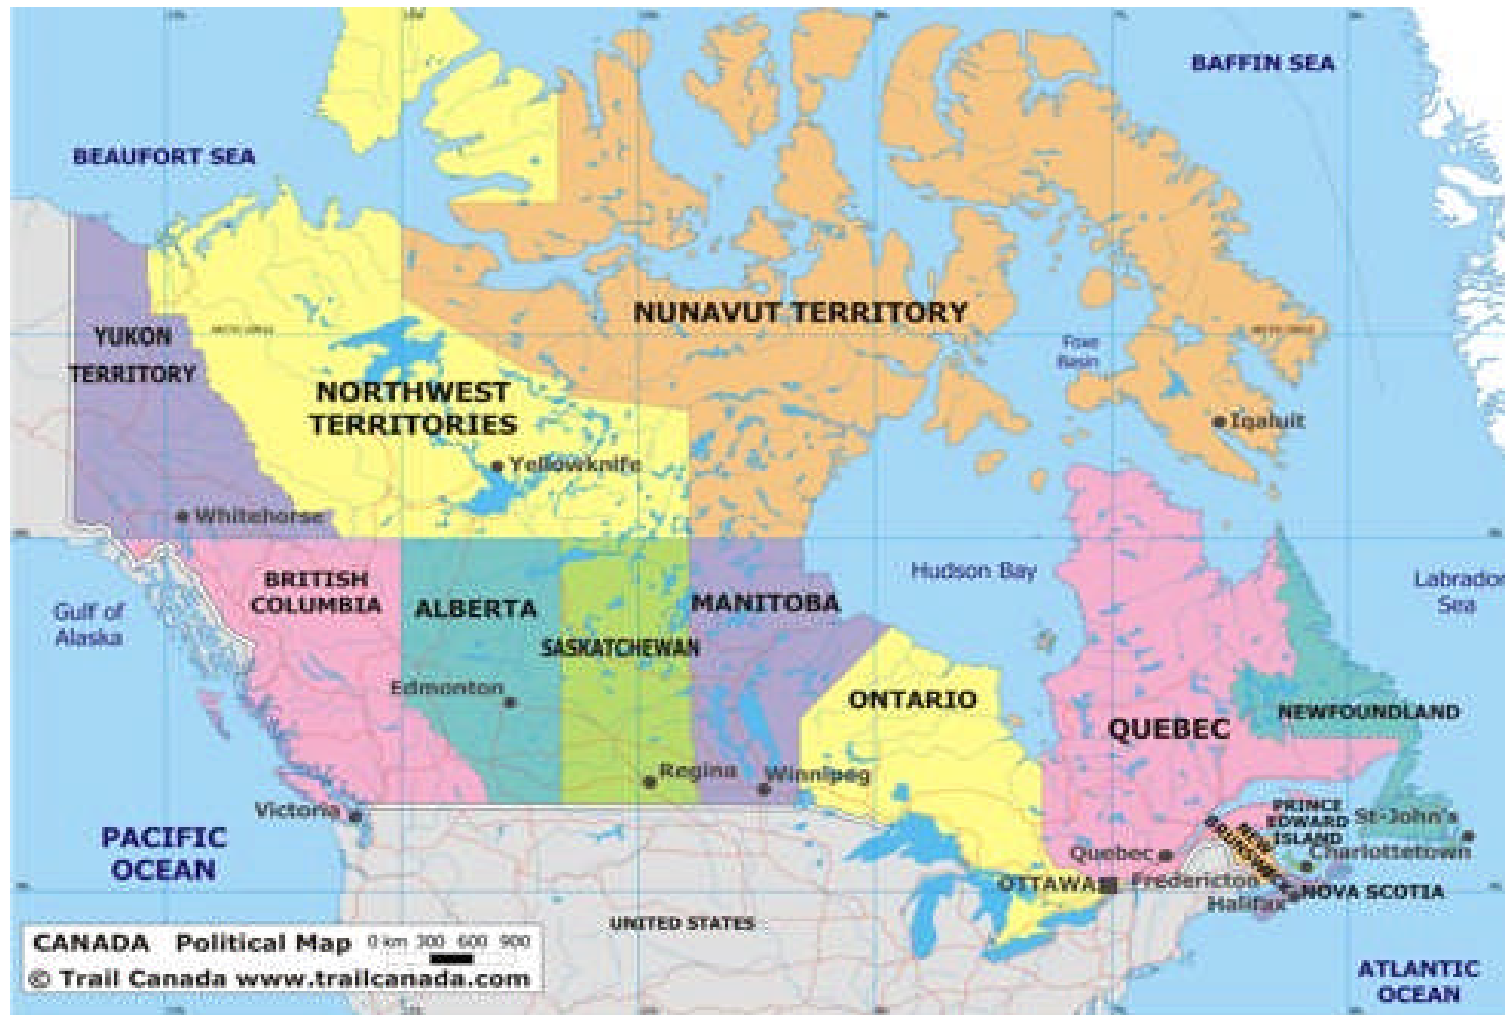 BAFFIN SEA
BEAUFORT SEA
NUNAVUT TERRITORY
YUKON
TERRITORY
Foxe
Basin
NORTHWEST
TERRITORIES
Iqaluit
Yellowknife
Whitehorse
Hudson Bay
Labrador
Sea
BRITISH
COLUMBIA
ALBERTA
MANITOBA
Gulf of
Alaska
SASKATCHEWAN
Edmonton
ONTARIO
QUEBEC
NEWFOUNDLAND
Regina
Winnipeg
Victoria
PRINCE
EDWARD
ISLAND
St-John's
NEW
BRUNSWICK
PACIFIC
OCEAN
Quebec
Charlottetown
OTTAWA
Fredericton
NOVA SCOTIA
Halifax
UNITED STATES
CANADA Political Map 0 km 300 600 900
© Trail Canada www.trailcanada.com
ATLANTIC
OCEAN